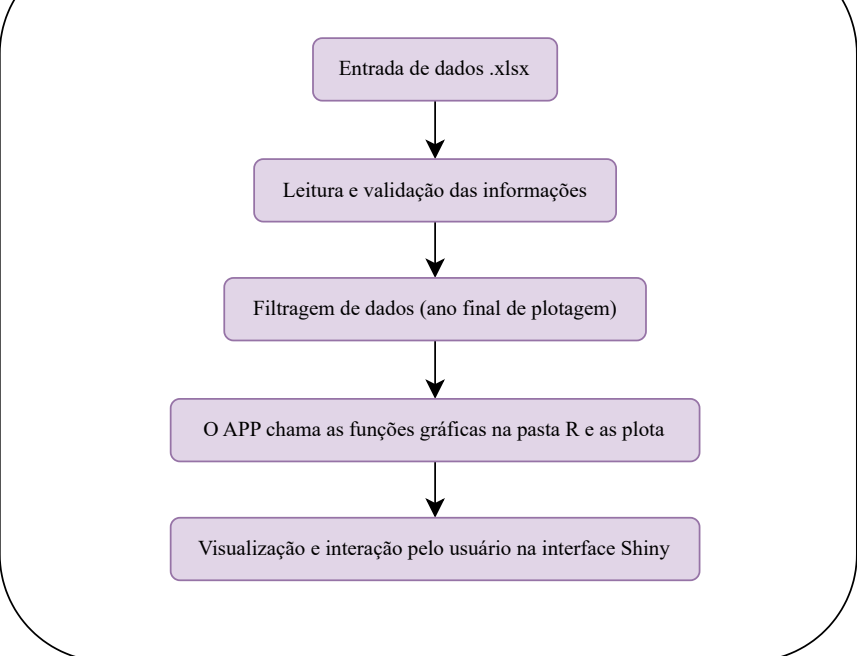 Entrada de dados .xlsx
Leitura e validação das informações
Filtragem de dados (ano final de plotagem)
O APP chama as funções gráficas na pasta R e as plota
Visualização e interação pelo usuário na interface Shiny